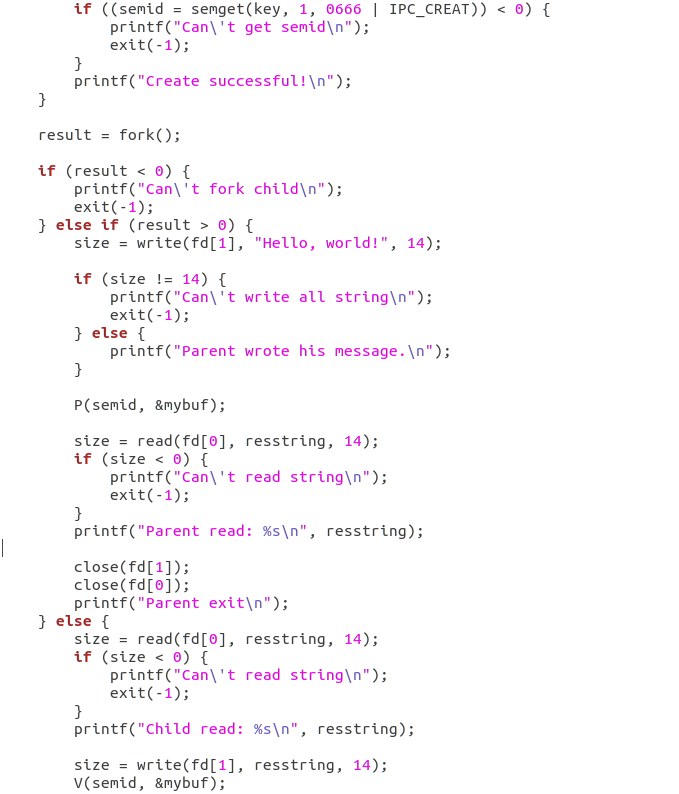 if ((semid = semget(key, 1, 0666 | IPC_CREAT)) < 0) {
printf("Can\'t get semid\n");
exit(-1);
}
printf("Create successful!\n");
}
result = fork();
if (result < 0) {
printf("Can\'t fork child\n");
exit(-1);
} else if (result > 0) {
size = write(fd[1], "Hello, world!", 14);
if (size != 14) {
printf("Can\'t write all string\n");
exit(-1);
} else {
printf("Parent wrote his message.\n");
}
P(semid, &mybuf);
size = read(fd[0], resstring, 14);
if (size < 0) {
printf("Can\'t read string\n");
exit(-1);
}
printf("Parent read: %s\n", resstring);
close(fd[1]);
close(fd[0]);
printf("Parent exit\n");
} else {
size = read(fd[0], resstring, 14);
if (size < 0) {
printf("Can\'t read string\n");
exit(-1);
}
printf("Child read: %s\n", resstring);
size = write(fd[1], resstring, 14);
V(semid, &mybuf);